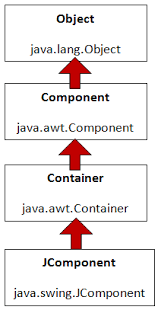 Object
java.lang.Object
Component
java.awt.Component
Container
java.awt.Container
JComponent
java.swing.JComponent